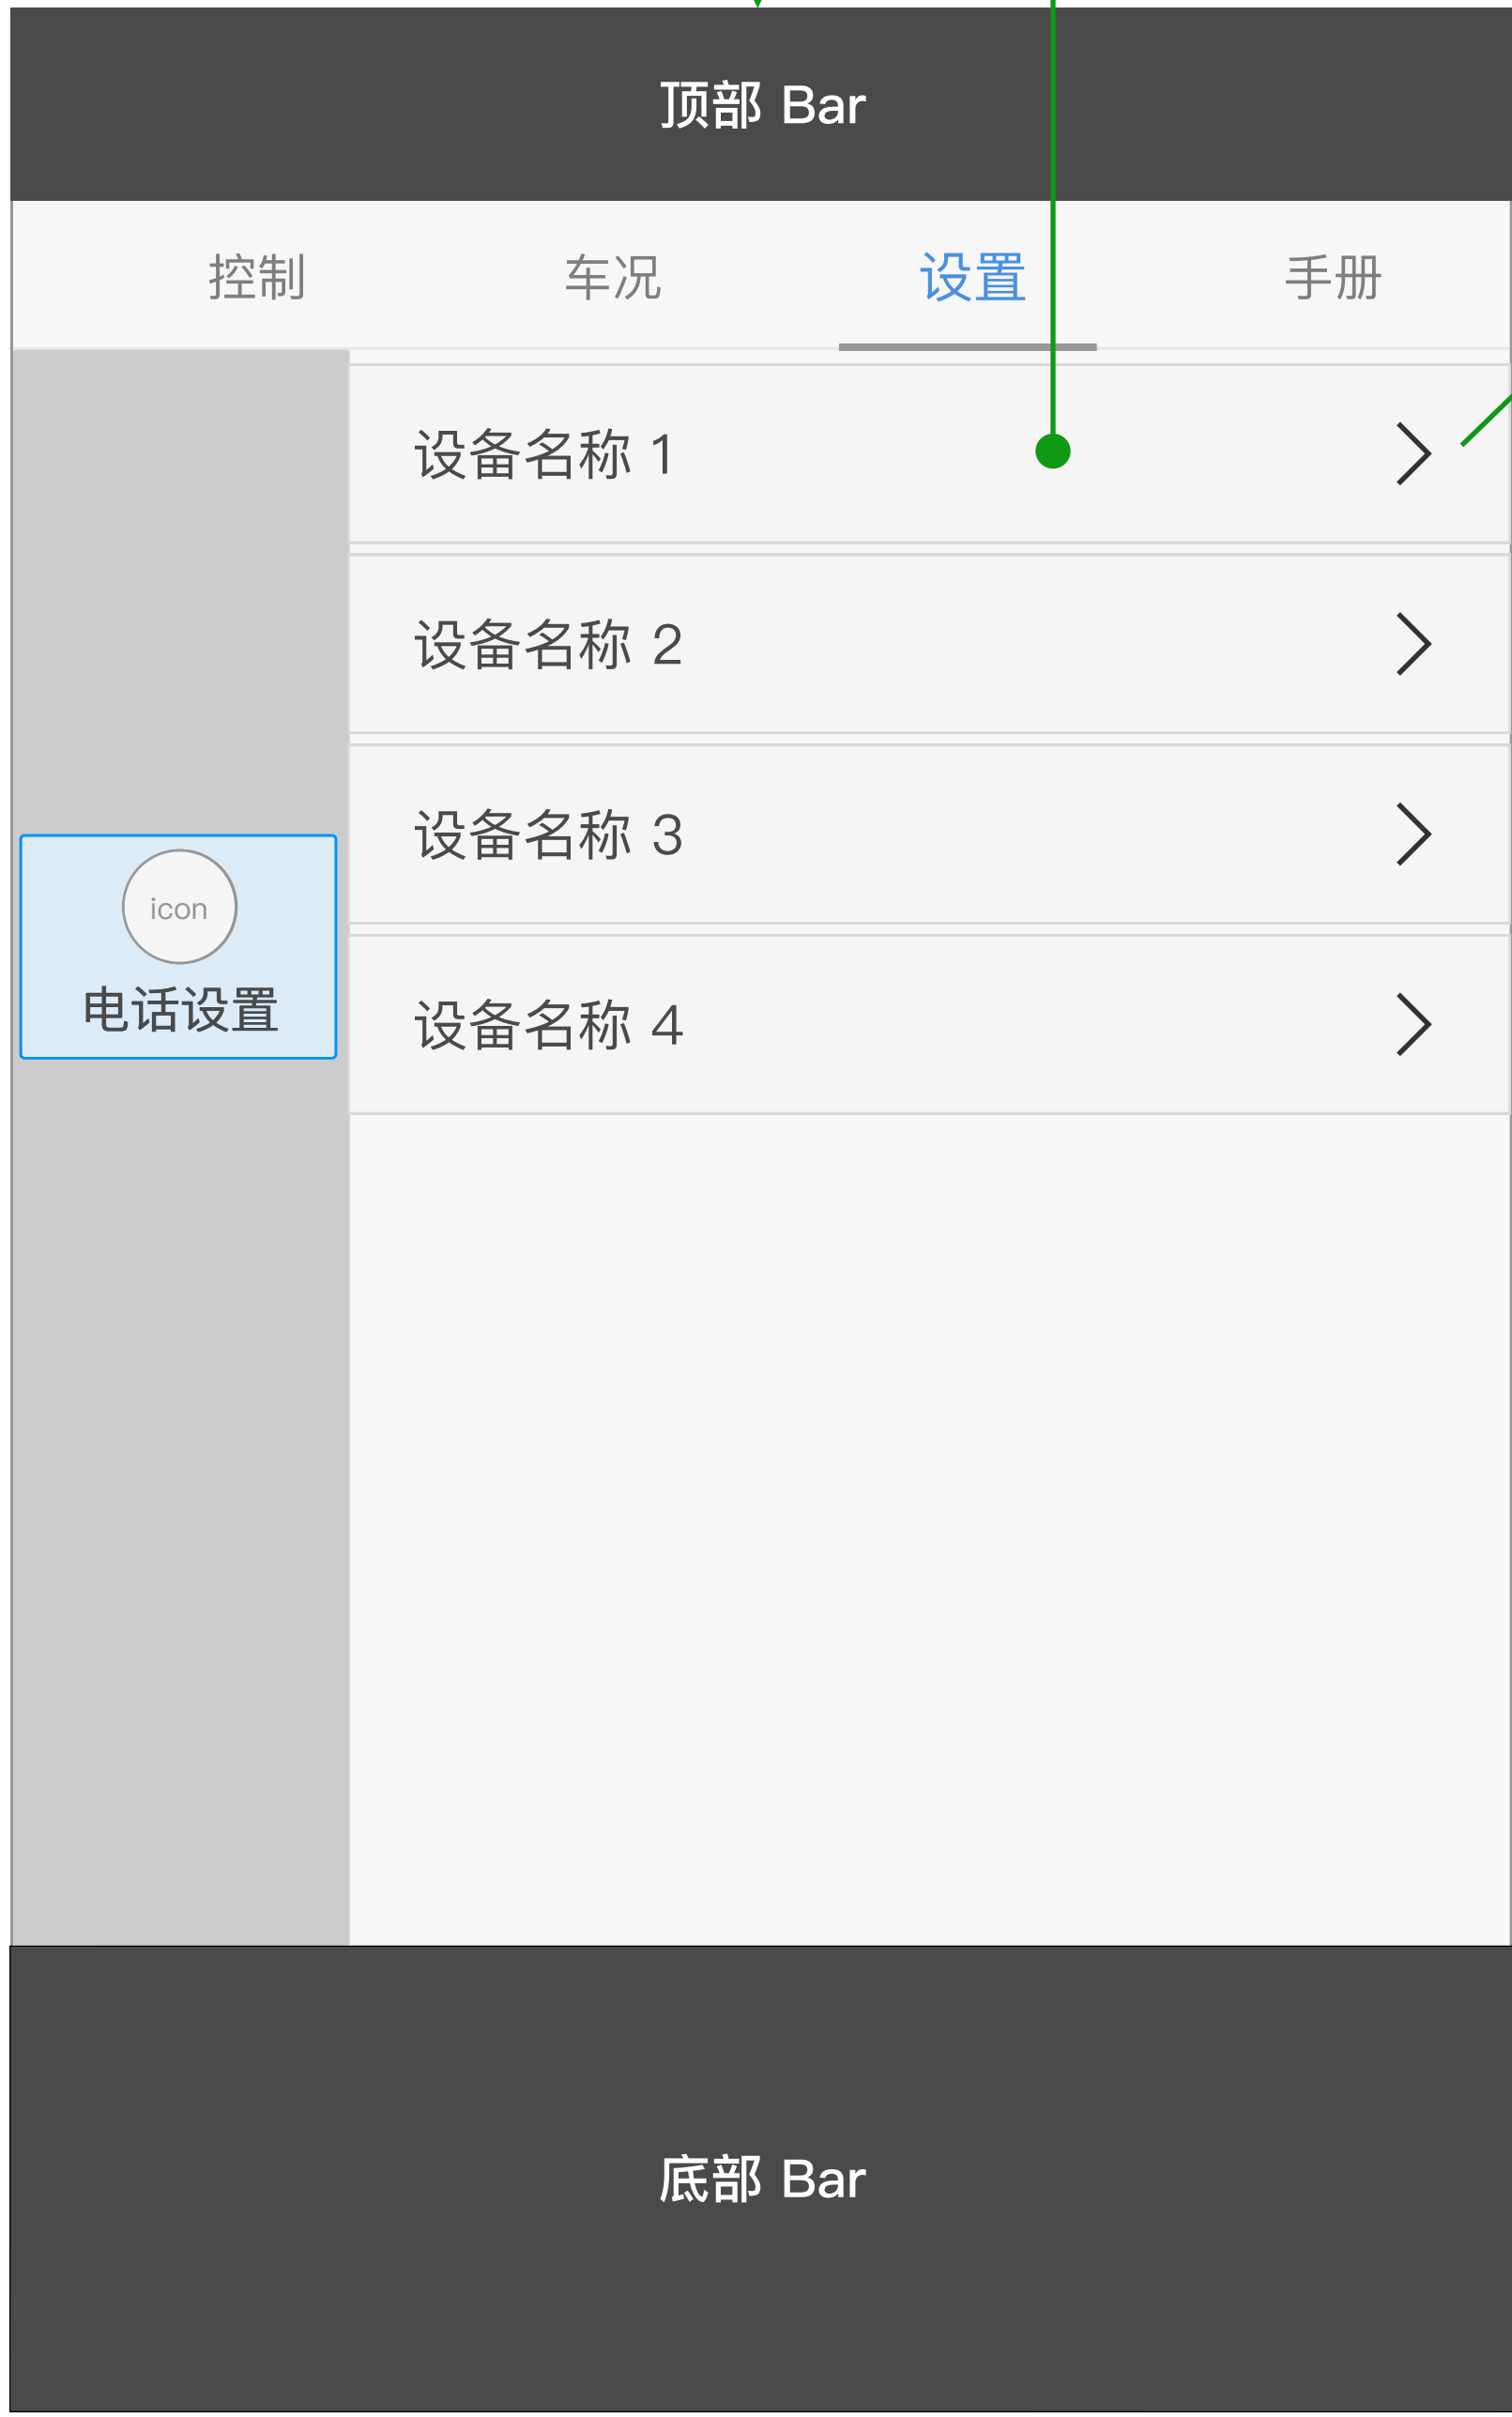 顶部 Bar
控制 车况 设置 手册
设备名称 1
设备名称 2
设备名称 3
icon
电话设置
设备名称 4
底部 Bar